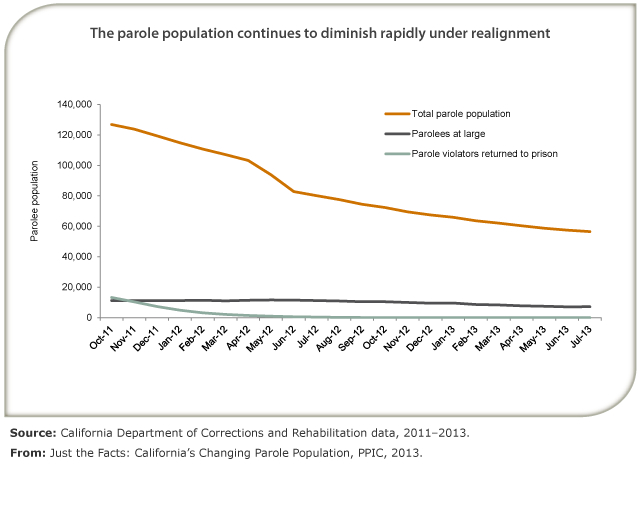 The parole population continues to diminish rapidly under realignment
140,000
120,000
100,000
80,000
60,000
40,000
20,000
0
Parolee population
Total parole population
Parolees at large
Parole violators returned to prison
Oct-11
Nov-11
Dec-11
Jan-12
Feb-12
Mar-12
Apr-12
May-12
Jun-12
Jul-12
Aug-12
Sep-12
Oct-12
Nov-12
Dec-12
Jan-13
Feb-13
Mar-13
Apr-13
May-13
Jun-13
Jul-13
Source: California Department of Corrections and Rehabilitation data, 2011–2013.
From: Just the Facts: California’s Changing Parole Population, PPIC, 2013.